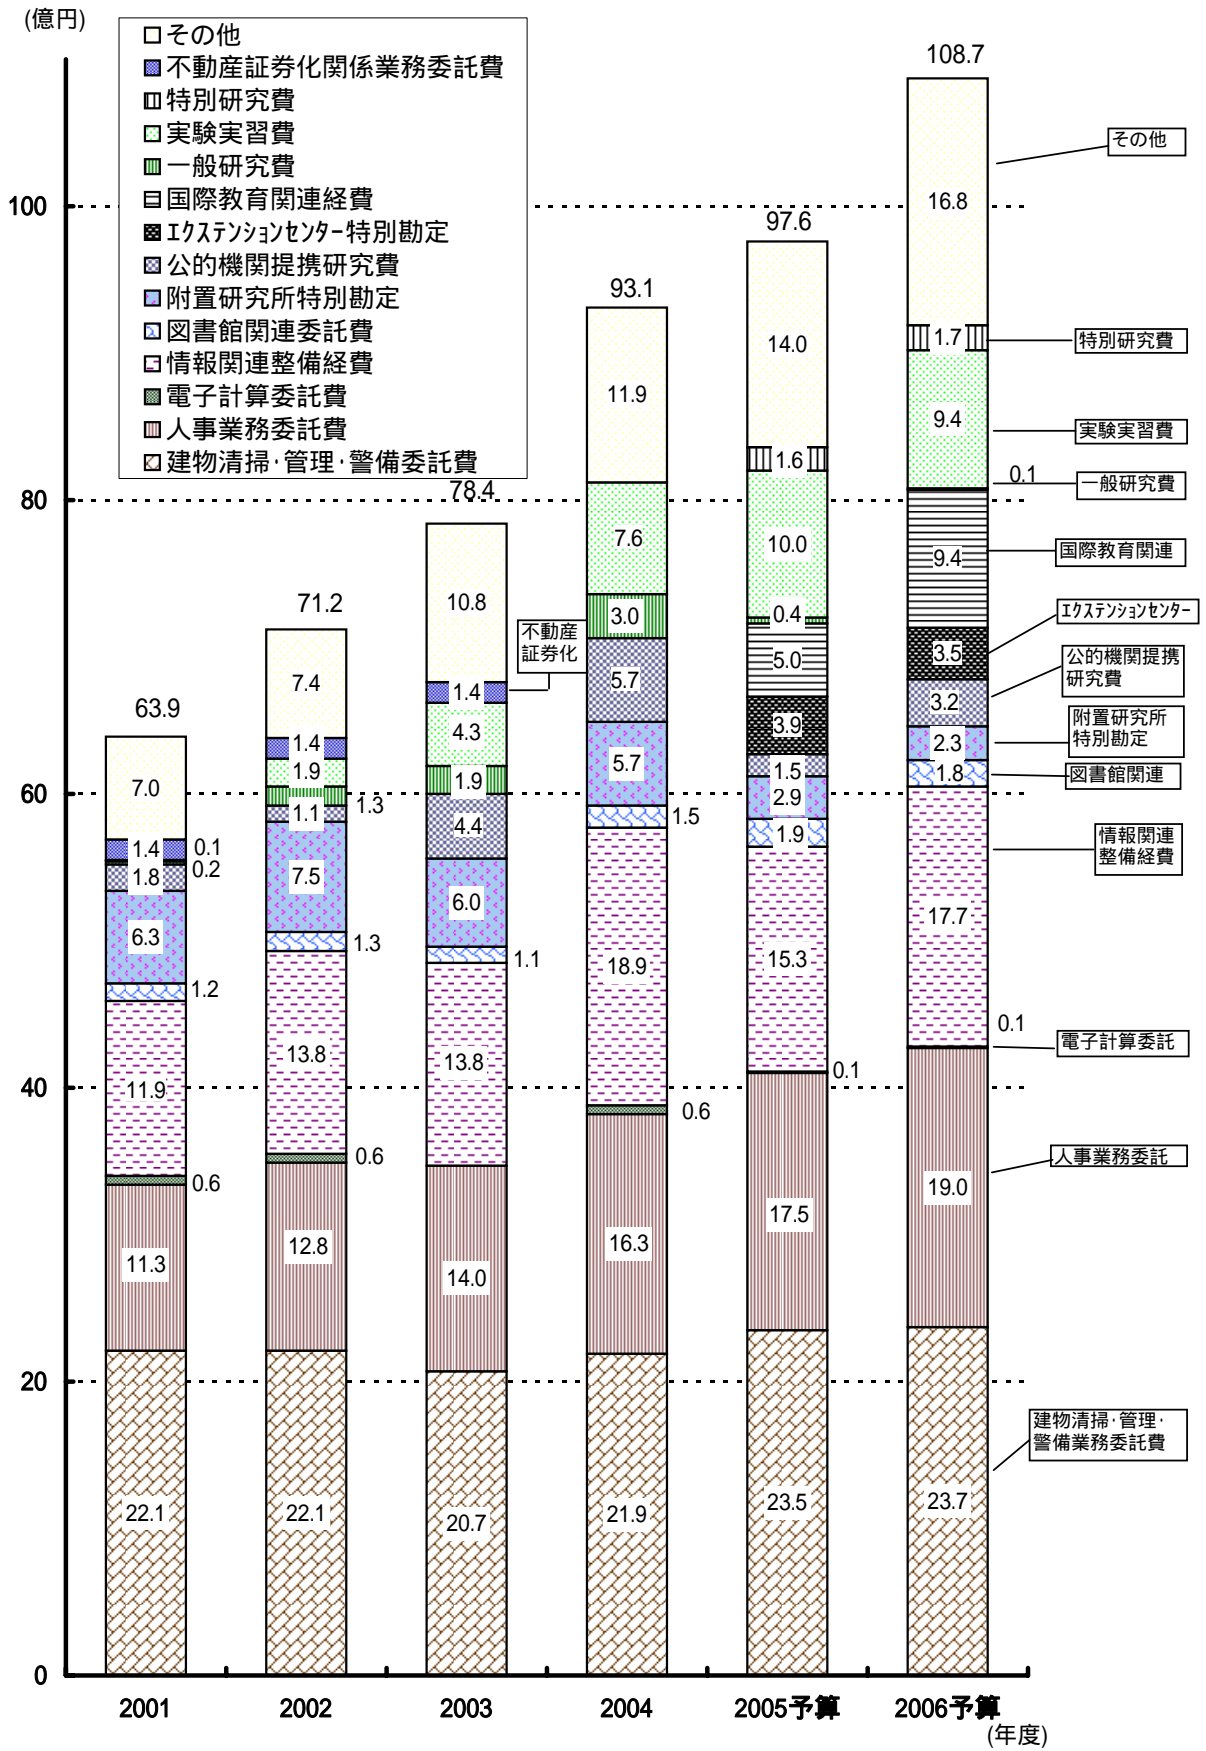 (億円)
その他
不動産証券化関係業務委託費
特別研究費
実験実習費
一般研究費
国際教育関連経費
ｴｸｽﾃﾝｼｮﾝｾﾝﾀｰ特別勘定
公的機関提携研究費
附置研究所特別勘定
図書館関連委託費
情報関連整備経費
電子計算委託費
人事業務委託費
建物清掃･管理･警備委託費
100
80
60
40
20
0
63.9
7.0
1.4
0.1
0.2
1.8
6.3
1.2
11.9
0.6
11.3
22.1
2001
71.2
7.4
1.4
1.9
1.3
1.1
7.5
1.3
13.8
0.6
12.8
22.1
2002
78.4
10.8
1.4
不動産
証券化
4.3
1.9
4.4
6.0
1.1
13.8
14.0
20.7
2003
93.1
11.9
7.6
3.0
5.7
5.7
1.5
18.9
0.6
16.3
21.9
2004
97.6
14.0
1.6
10.0
0.4
5.0
3.9
1.5
2.9
1.9
15.3
0.1
17.5
23.5
2005予算
108.7
16.8
1.7
9.4
0.1
9.4
3.5
3.2
2.3
1.8
17.7
0.1
19.0
23.7
2006予算
その他
特別研究費
実験実習費
一般研究費
国際教育関連
ｴｸｽﾃﾝｼｮﾝｾﾝﾀｰ
公的機関提携
研究費
附置研究所
特別勘定
図書館関連
情報関連
整備経費
電子計算委託
人事業務委託
建物清掃･管理･
警備業務委託費
(年度)